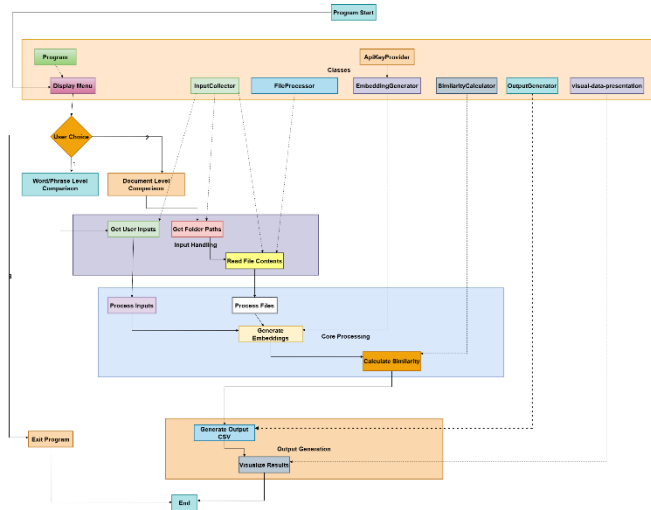 Program Start
Program
ApiKeyProvider
Classes
Display Menu
InputCollector
FileProcessor
EmbeddingGenerator
SimilarityCalculator
OutputGenerator
visual-data-presentation
User Choice
2
Word/Phrase Level
Comparison
Document Level
Comparison
Get User Inputs
Get Folder Paths
Input Handling
Read File Contents
3
Process Inputs
Process Files
Generate
Embeddings
Core Processing
Calculate Similarity
Generate Output
CSV
Exit Program
Output Generation
Visualize Results
End